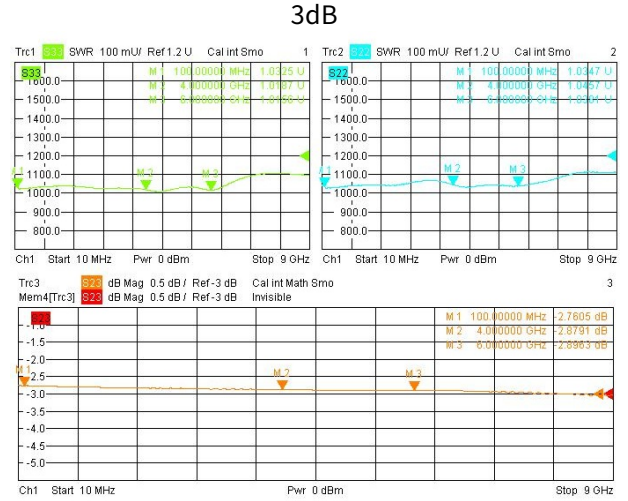 3dB
Trc1 S33 SWR 100 mU/ Ref 1.2 U Cal int Smo 1
S33
M 1 100.00000 MHz 1.0325 U
M 2 4.000000 GHz 1.0187 U
1600.0
1500.0
1400.0
1300.0
1200.0
1100.0
1000.0
900.0
800.0
M 2
M 3
Ch1 Start 10 MHz Pwr 0 dBm Stop 9 GHz
Trc2 S22 SWR 100 mU/ Ref 1.2 U Cal int Smo 2
S22
M 1 100.00000 MHz 1.0347 U
M 2 4.000000 GHz 1.0457 U
1600.0
1500.0
1400.0
1300.0
1200.0
1100.0
1000.0
900.0
800.0
M 2
M 3
Ch1 Start 10 MHz Pwr 0 dBm Stop 9 GHz
Trc3 S23 dB Mag 0.5 dB / Ref -3 dB Cal int Math Smo 3
Mem4[Trc3] S23 dB Mag 0.5 dB / Ref -3 dB Invisible
S23
M 1 100.00000 MHz -2.7605 dB
M 2 4.000000 GHz -2.8791 dB
M 3 6.000000 GHz -2.8963 dB
-1.0
-1.5
-2.0
-2.5
-3.0
-3.5
-4.0
-4.5
-5.0
M 1
M 2
M 3
Ch1 Start 10 MHz Pwr 0 dBm Stop 9 GHz